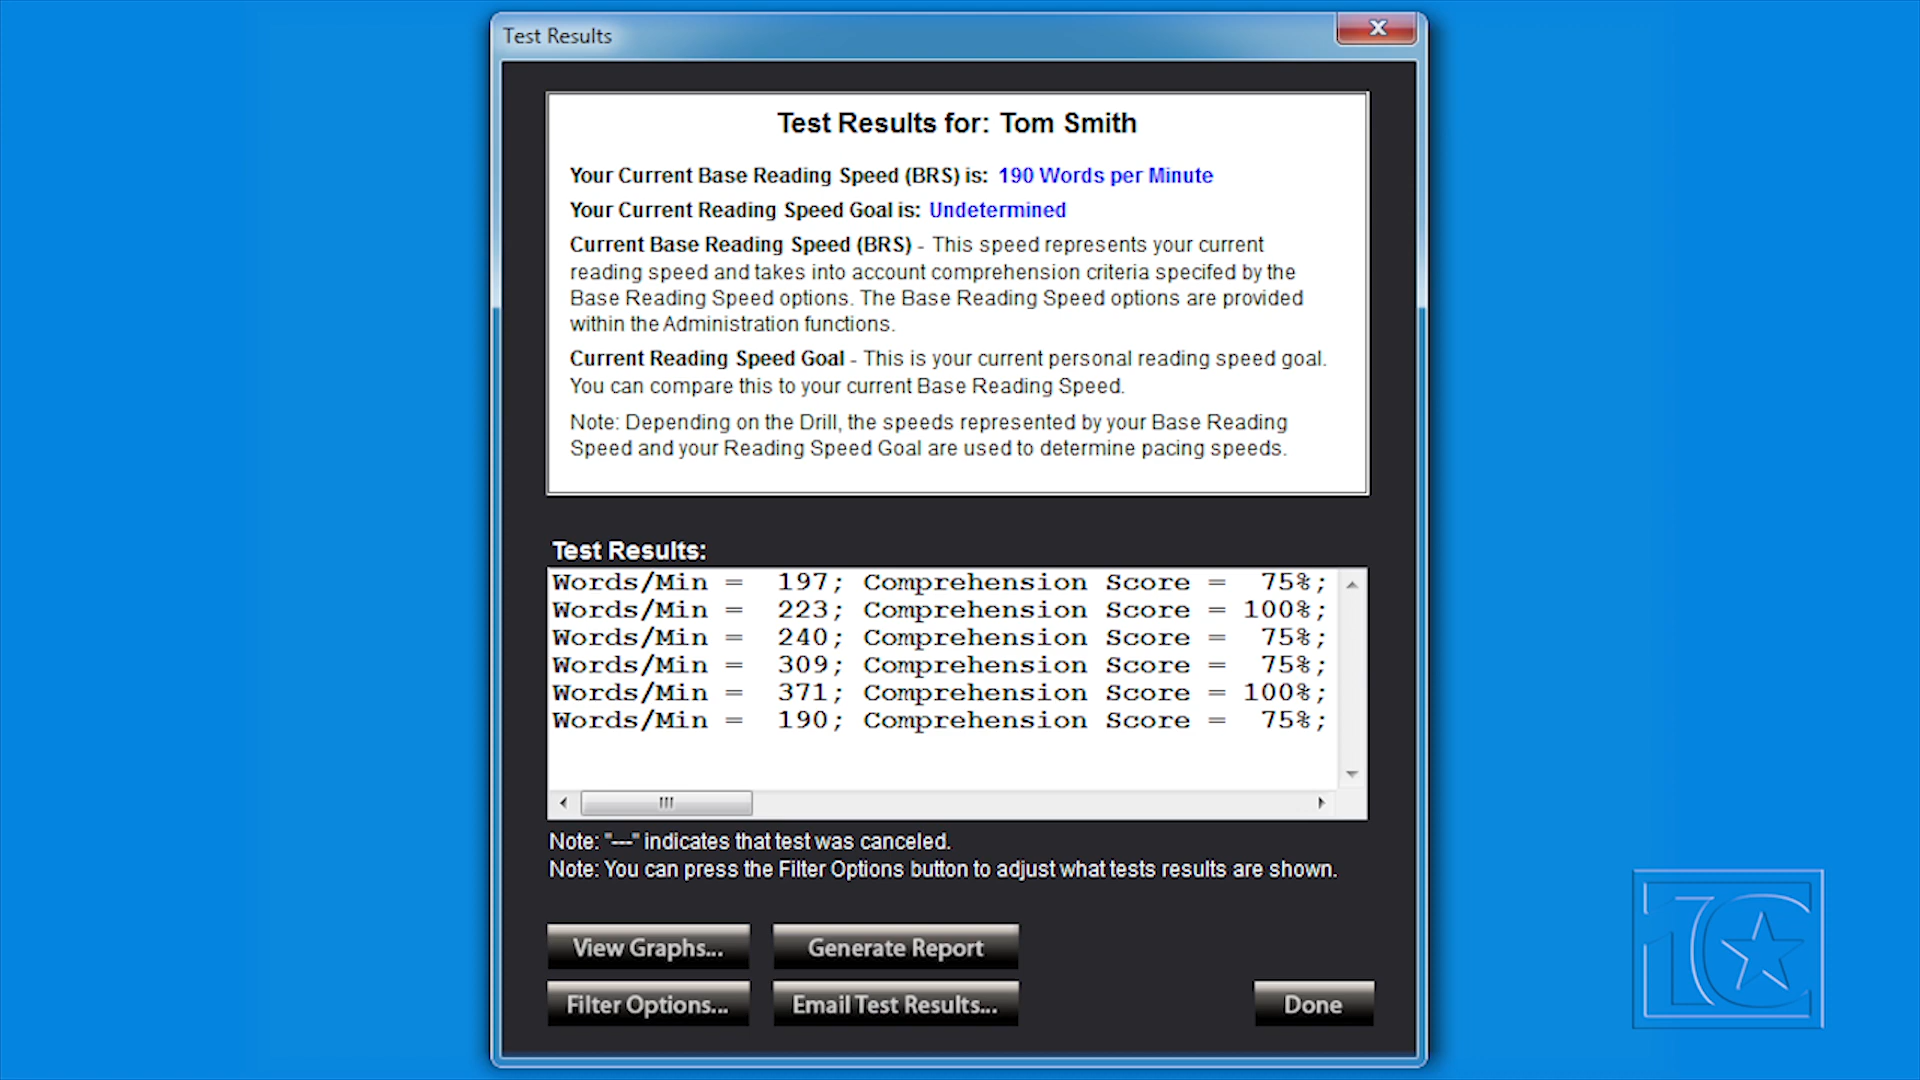 Test Results
X
Test Results for: Tom Smith
Your Current Base Reading Speed (BRS) is: 190 Words per Minute
Your Current Reading Speed Goal is: Undetermined
Current Base Reading Speed (BRS) - This speed represents your current
reading speed and takes into account comprehension criteria specifed by the
Base Reading Speed options. The Base Reading Speed options are provided
within the Administration functions.
Current Reading Speed Goal - This is your current personal reading speed goal.
You can compare this to your current Base Reading Speed.
Note: Depending on the Drill, the speeds represented by your Base Reading
Speed and your Reading Speed Goal are used to determine pacing speeds.
Test Results:
Words/Min = 197; Comprehension Score = 75%;
Words/Min = 223; Comprehension Score = 100%;
Words/Min = 240; Comprehension Score = 75%;
Words/Min = 309; Comprehension Score = 75%;
Words/Min = 371; Comprehension Score = 100%;
Words/Min = 190; Comprehension Score = 75%;
Note: "---" indicates that test was canceled.
Note: You can press the Filter Options button to adjust what tests results are shown.
View Graphs...
Generate Report
Filter Options...
Email Test Results...
Done